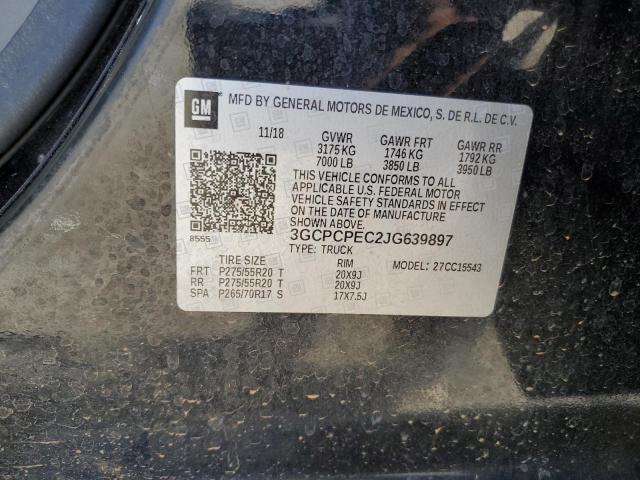 GM
MFD BY GENERAL MOTORS DE MEXICO, S. DE R.L. DE C.V.
11/18 GVWR GAWR FRT GAWR RR
3175 KG 1746 KG 1792 KG
7000 LB 3850 LB 3950 LB
THIS VEHICLE CONFORMS TO ALL
APPLICABLE U.S. FEDERAL MOTOR
VEHICLE SAFETY STANDARDS IN EFFECT
ON THE DATE OF MANUFACTURE
SHOWN ABOVE.
8555 3GCPCPEC2JG639897
TYPE: TRUCK
TIRE SIZE RIM MODEL: 27CC15543
FRT P275/55R20 T 20X9J
RR P275/55R20 T 20X9J
SPA P265/70R17 S 17X7.5J